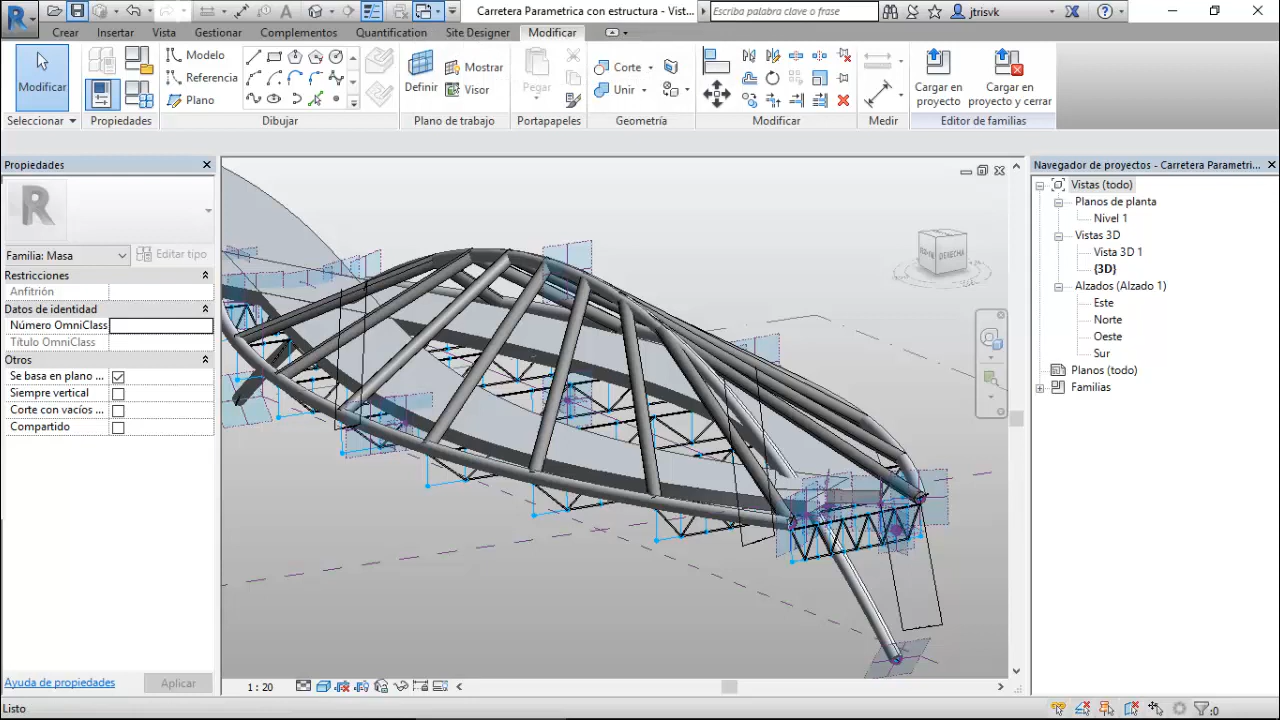 Carretera Parametrica con estructura - Vist...
Escriba palabra clave o frase
jtrisvk
Crear
Insertar
Vista
Gestionar
Complementos
Quantification
Site Designer
Modificar
Modificar
Modelo
Referencia
Plano
Definir
Mostrar
Visor
Pegar
Corte
Unir
Cargar en
proyecto
Cargar en
proyecto y cerrar
Seleccionar
Propiedades
Dibujar
Plano de trabajo
Portapapeles
Geometría
Modificar
Medir
Editor de familias
Propiedades
Familia: Masa
Editar tipo
Restricciones
Anfitrión
Datos de identidad
Número OmniClass
Título OmniClass
Otros
Se basa en plano ...
Siempre vertical
Corte con vacíos ...
Compartido
Ayuda de propiedades
Aplicar
DERECHA
1 : 20
Navegador de proyectos - Carretera Parametri...
Vistas (todo)
Planos de planta
Nivel 1
Vistas 3D
Vista 3D 1
{3D}
Alzados (Alzado 1)
Este
Norte
Oeste
Sur
Planos (todo)
Familias
Listo
:0